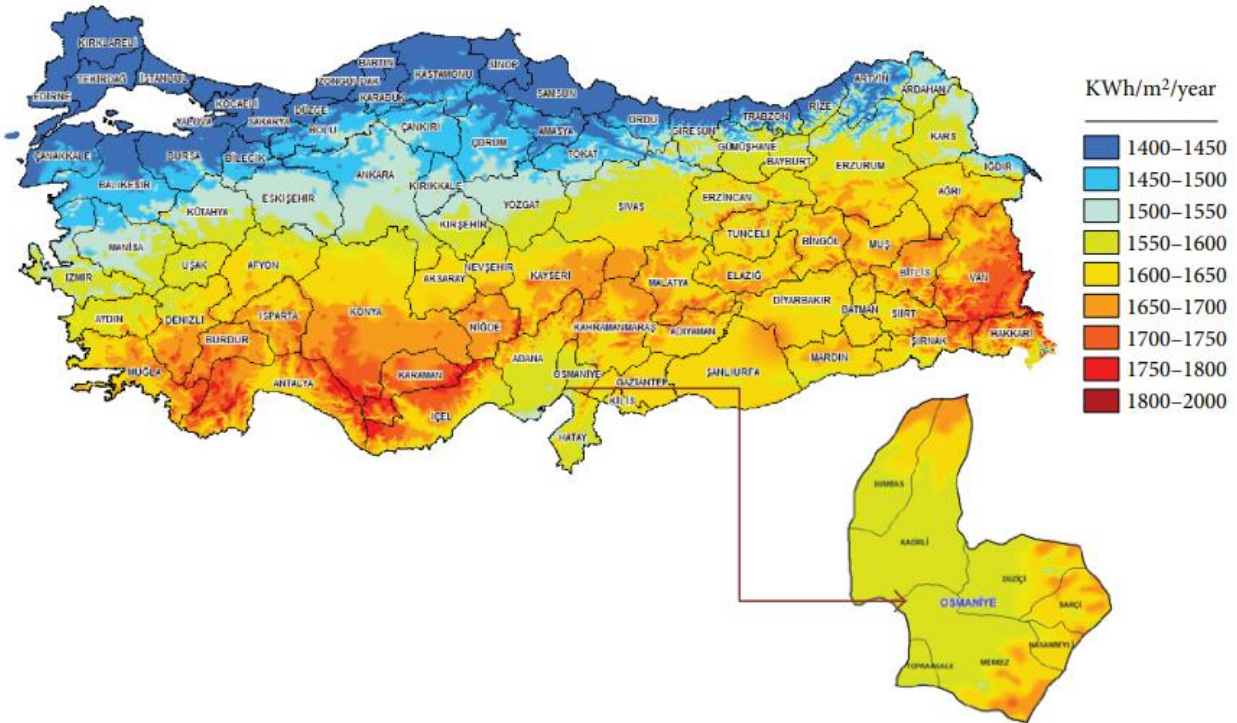 KIRKLARELİ
TEKİRDAĞ
İSTANBUL
EDİRNE
KOCAELİ
YALOVA
SAKARYA
DÜZCE
ZONGULDAK
BARTIN
KARABÜK
KASTAMONU
SİNOP
SAMSUN
ORDU
GİRESUN
TRABZON
RİZE
ARTVİN
ARDAHAN
ÇANAKKALE
BURSA
BİLECİK
BOLU
ÇANKIRI
ÇORUM
AMASYA
TOKAT
GÜMÜŞHANE
BAYBURT
ERZURUM
KARS
IĞDIR
BALIKESİR
KÜTAHYA
ESKİŞEHİR
ANKARA
KIRIKKALE
YOZGAT
SİVAS
ERZİNCAN
AĞRI
MANİSA
İZMİR
UŞAK
AFYON
KIRŞEHİR
NEVŞEHİR
AKSARAY
KAYSERİ
MALATYA
TUNCELİ
ELAZIĞ
BİNGÖL
MUŞ
BİTLİS
VAN
AYDIN
DENİZLİ
ISPARTA
BURDUR
KONYA
NİĞDE
KAHRAMANMARAŞ
ADIYAMAN
DİYARBAKIR
BATMAN
SİİRT
ŞIRNAK
HAKKARİ
MUĞLA
ANTALYA
KARAMAN
İÇEL
ADANA
OSMANİYE
GAZİANTEP
KİLİS
ŞANLIURFA
MARDİN
HATAY
KWh/m²/year
1400–1450
1450–1500
1500–1550
1550–1600
1600–1650
1650–1700
1700–1750
1750–1800
1800–2000
SUMBAS
KADİRLİ
DÜZİÇİ
OSMANİYE
BAHÇI
HASANBEYLİ
TOPRAKKALE
MERKEZ